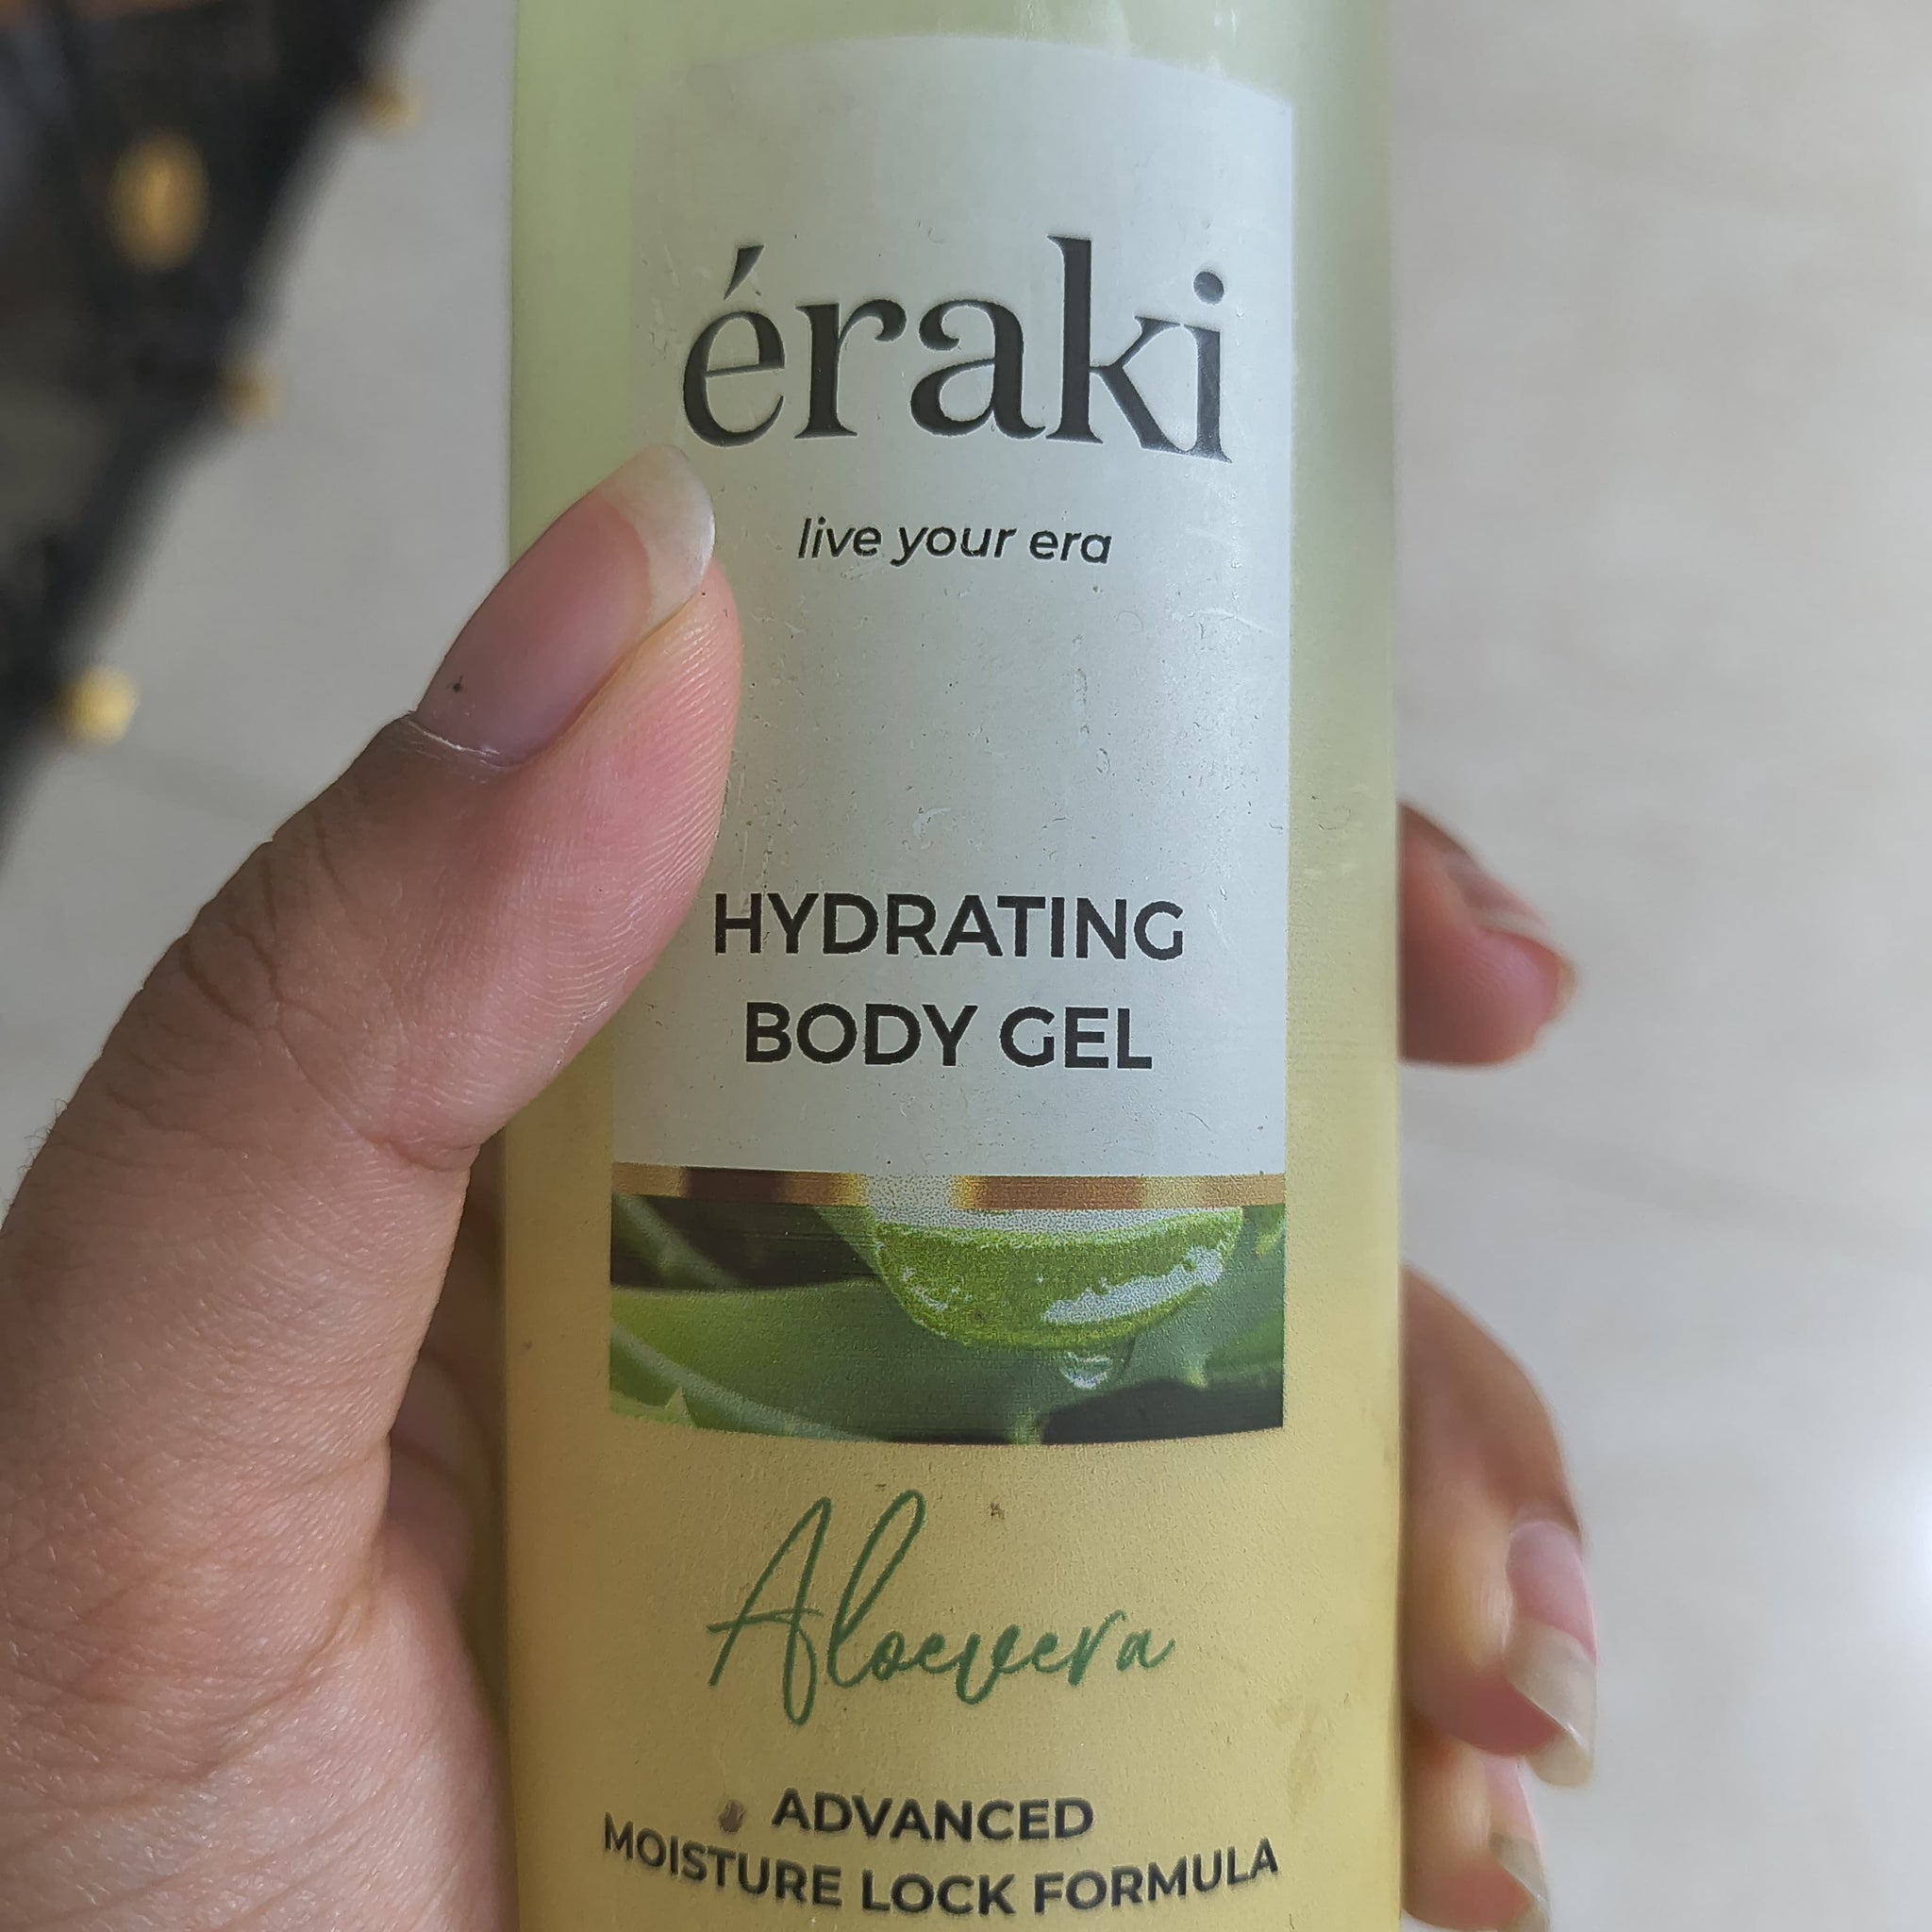 éraki
live your era
HYDRATING
BODY GEL
Aloevera
ADVANCED
MOISTURE LOCK FORMULA